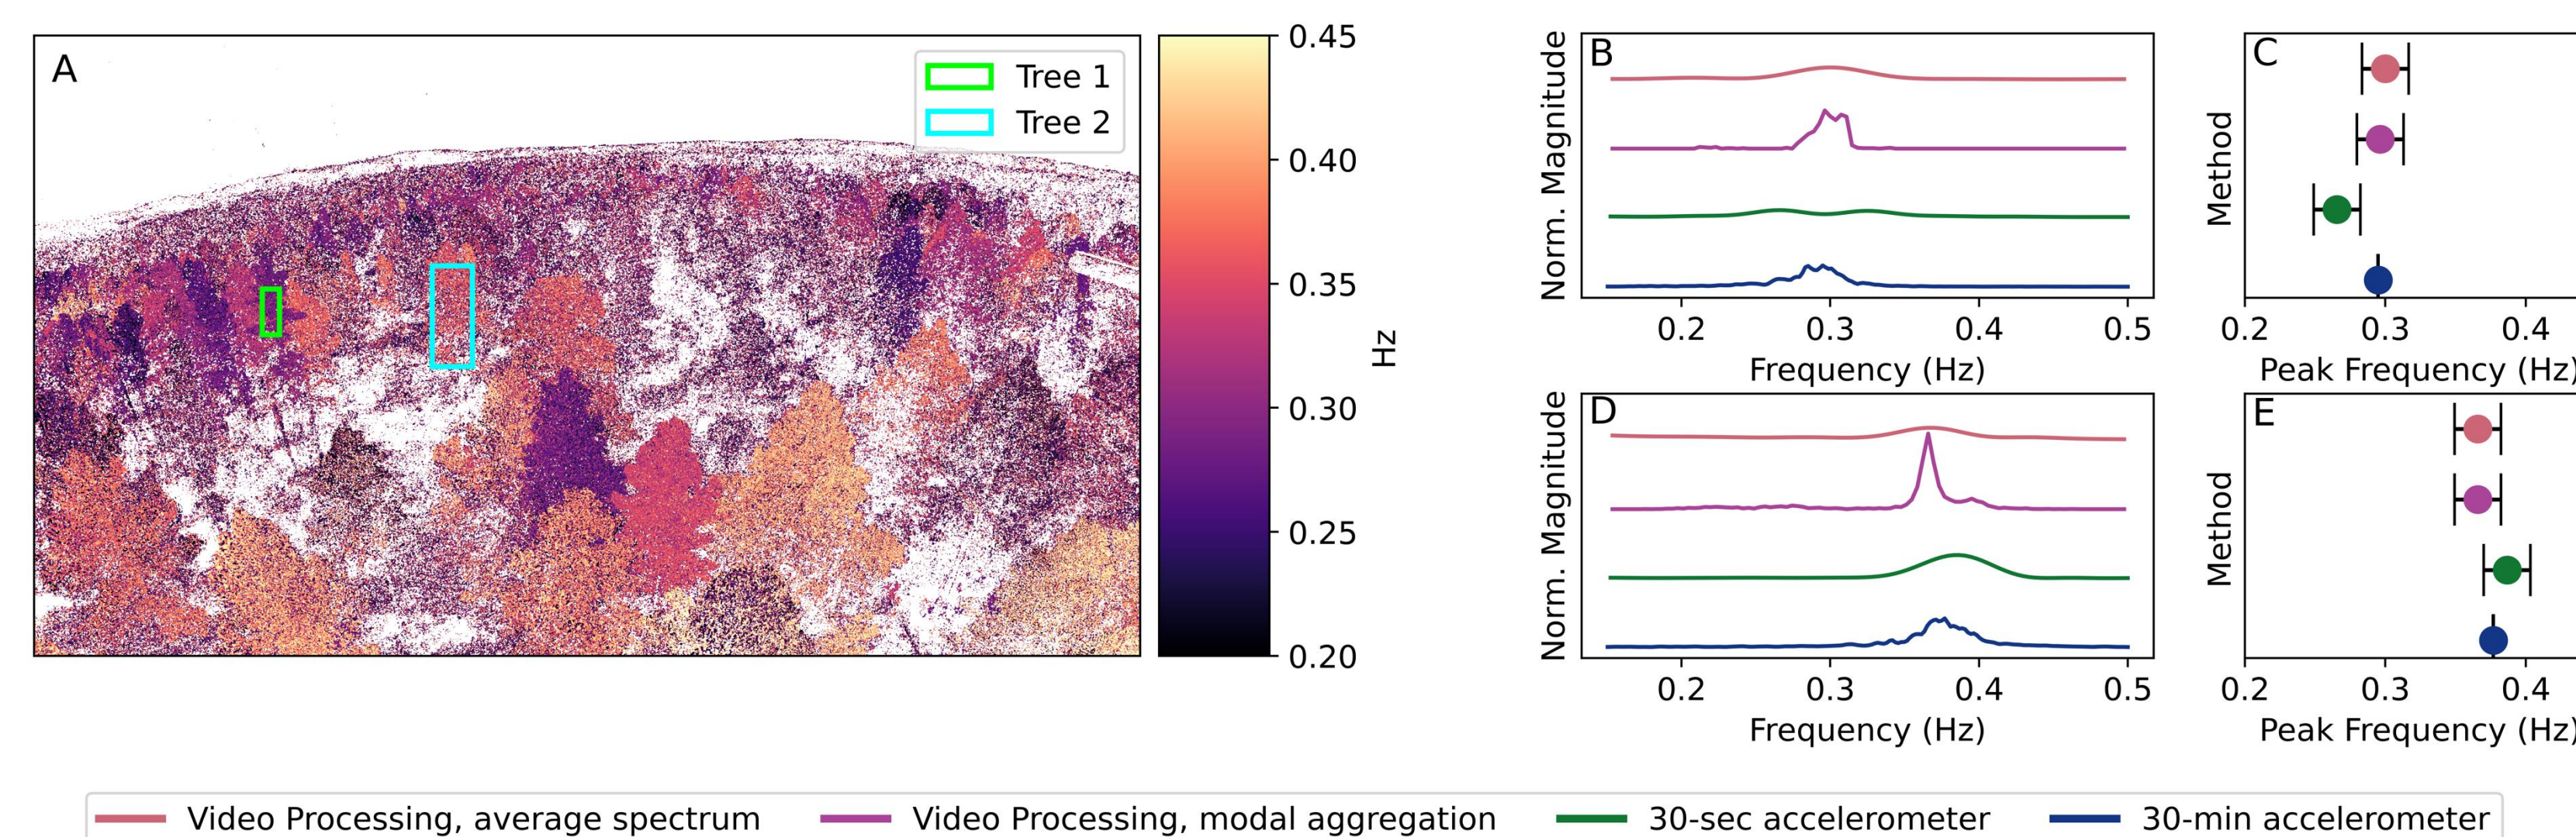 A
Tree 1
Tree 2
0.45
0.40
0.35
0.30
0.25
0.20
Hz
B
Norm. Magnitude
0.2 0.3 0.4 0.5
Frequency (Hz)
C
Method
0.2 0.3 0.4
Peak Frequency (Hz)
D
Norm. Magnitude
0.2 0.3 0.4 0.5
Frequency (Hz)
E
Method
0.2 0.3 0.4
Peak Frequency (Hz)
Video Processing, average spectrum Video Processing, modal aggregation 30-sec accelerometer 30-min accelerometer